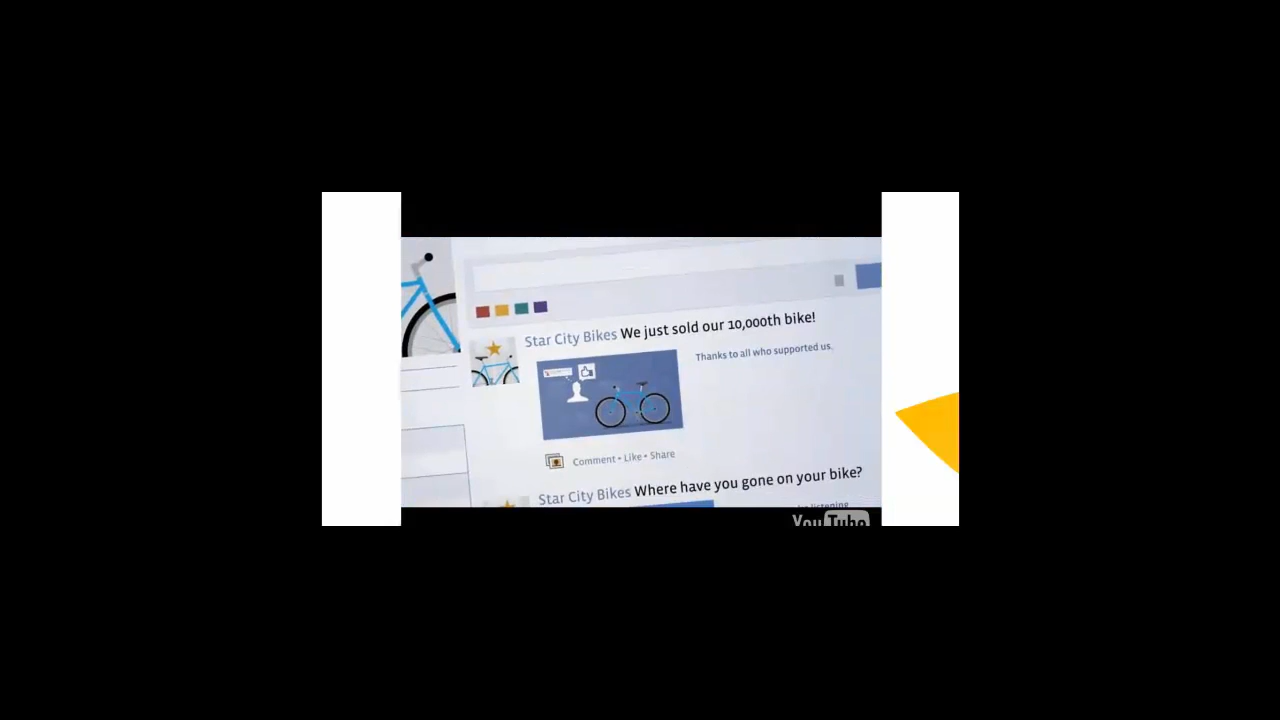 Star City Bikes We just sold our 10,000th bike!
Thanks to all who supported us.
Comment • Like • Share
Star City Bikes Where have you gone on your bike?
listening
YouTube